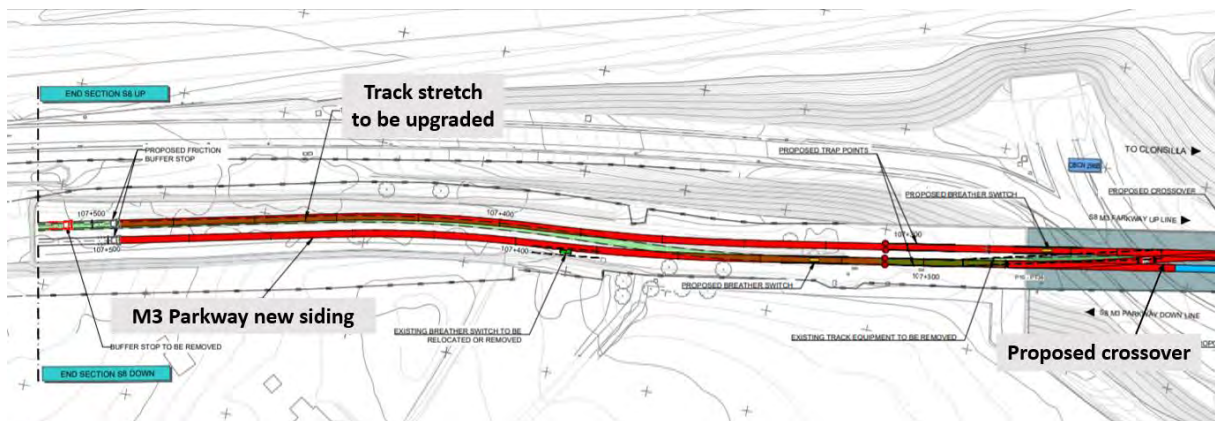 END SECTION S8 UP
Track stretch
to be upgraded
PROPOSED FRICTION
BUFFER STOP
PROPOSED TRAP POINTS
TO CLONSILLA
PROPOSED BREATHER SWITCH
PROPOSED CROSSOVER
107+500
107+400
S8 M3 PARKWAY UP LINE
107+500
107+400
107+300
PROPOSED BREATHER SWITCH
M3 Parkway new siding
S8 M3 PARKWAY DOWN LINE
BUFFER STOP TO BE REMOVED
EXISTING BREATHER SWITCH TO BE
RELOCATED OR REMOVED
EXISTING TRACK EQUIPMENT TO BE REMOVED
Proposed crossover
END SECTION S8 DOWN